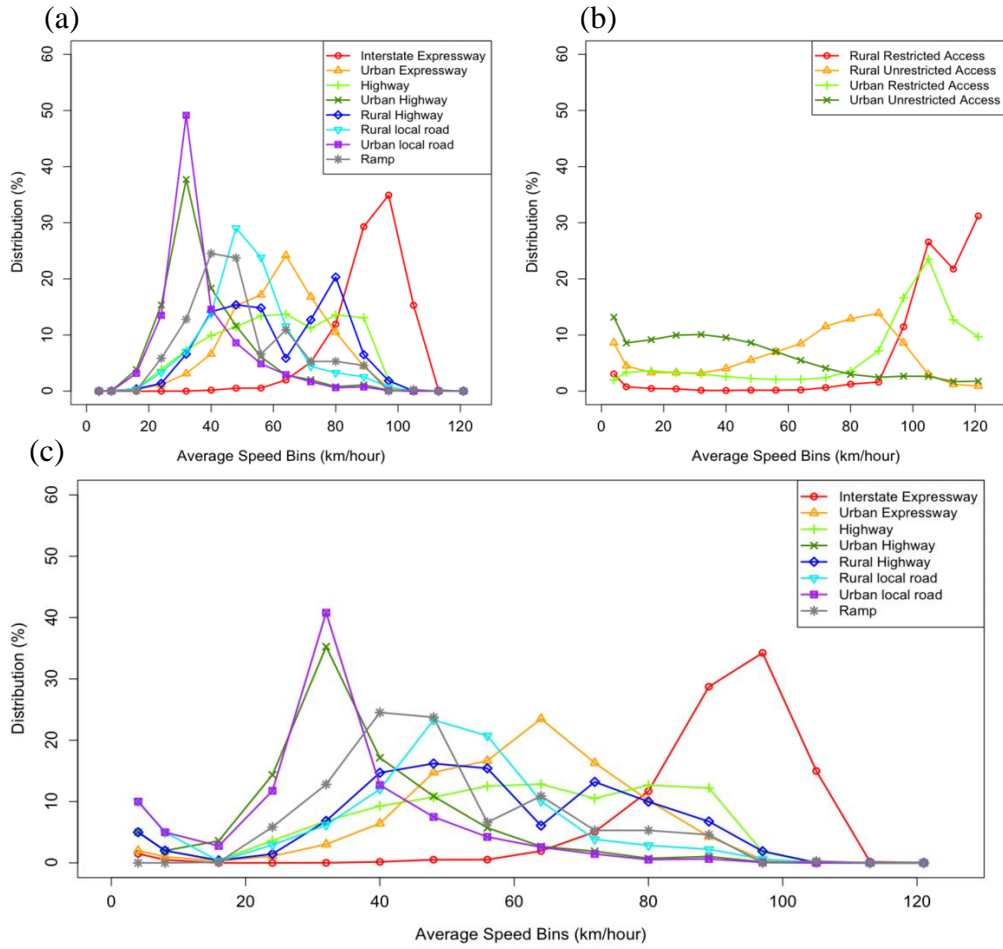 (a)
60
50
40
30
20
10
0
Distribution (%)
Interstate Expressway
Urban Expressway
Highway
Urban Highway
Rural Highway
Rural local road
Urban local road
Ramp
0 20 40 60 80 100 120
Average Speed Bins (km/hour)
(b)
60
50
40
30
20
10
0
Distribution (%)
Rural Restricted Access
Rural Unrestricted Access
Urban Restricted Access
Urban Unrestricted Access
0 20 40 60 80 100 120
Average Speed Bins (km/hour)
(c)
60
50
40
30
20
10
0
Distribution (%)
Interstate Expressway
Urban Expressway
Highway
Urban Highway
Rural Highway
Rural local road
Urban local road
Ramp
0 20 40 60 80 100 120
Average Speed Bins (km/hour)